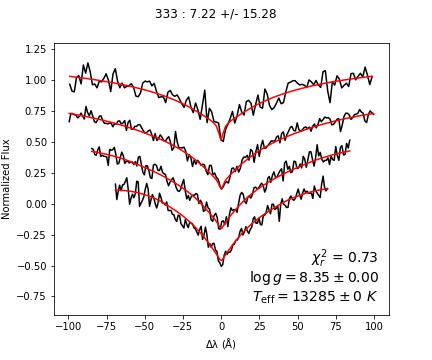 333 : 7.22 +/- 15.28
1.25
1.00
0.75
0.50
0.25
0.00
−0.25
−0.50
−0.75
Normalized Flux
χ²ᵣ = 0.73
log g = 8.35 ± 0.00
T_eff = 13285 ± 0 K
−100 −75 −50 −25 0 25 50 75 100
Δλ (Å)